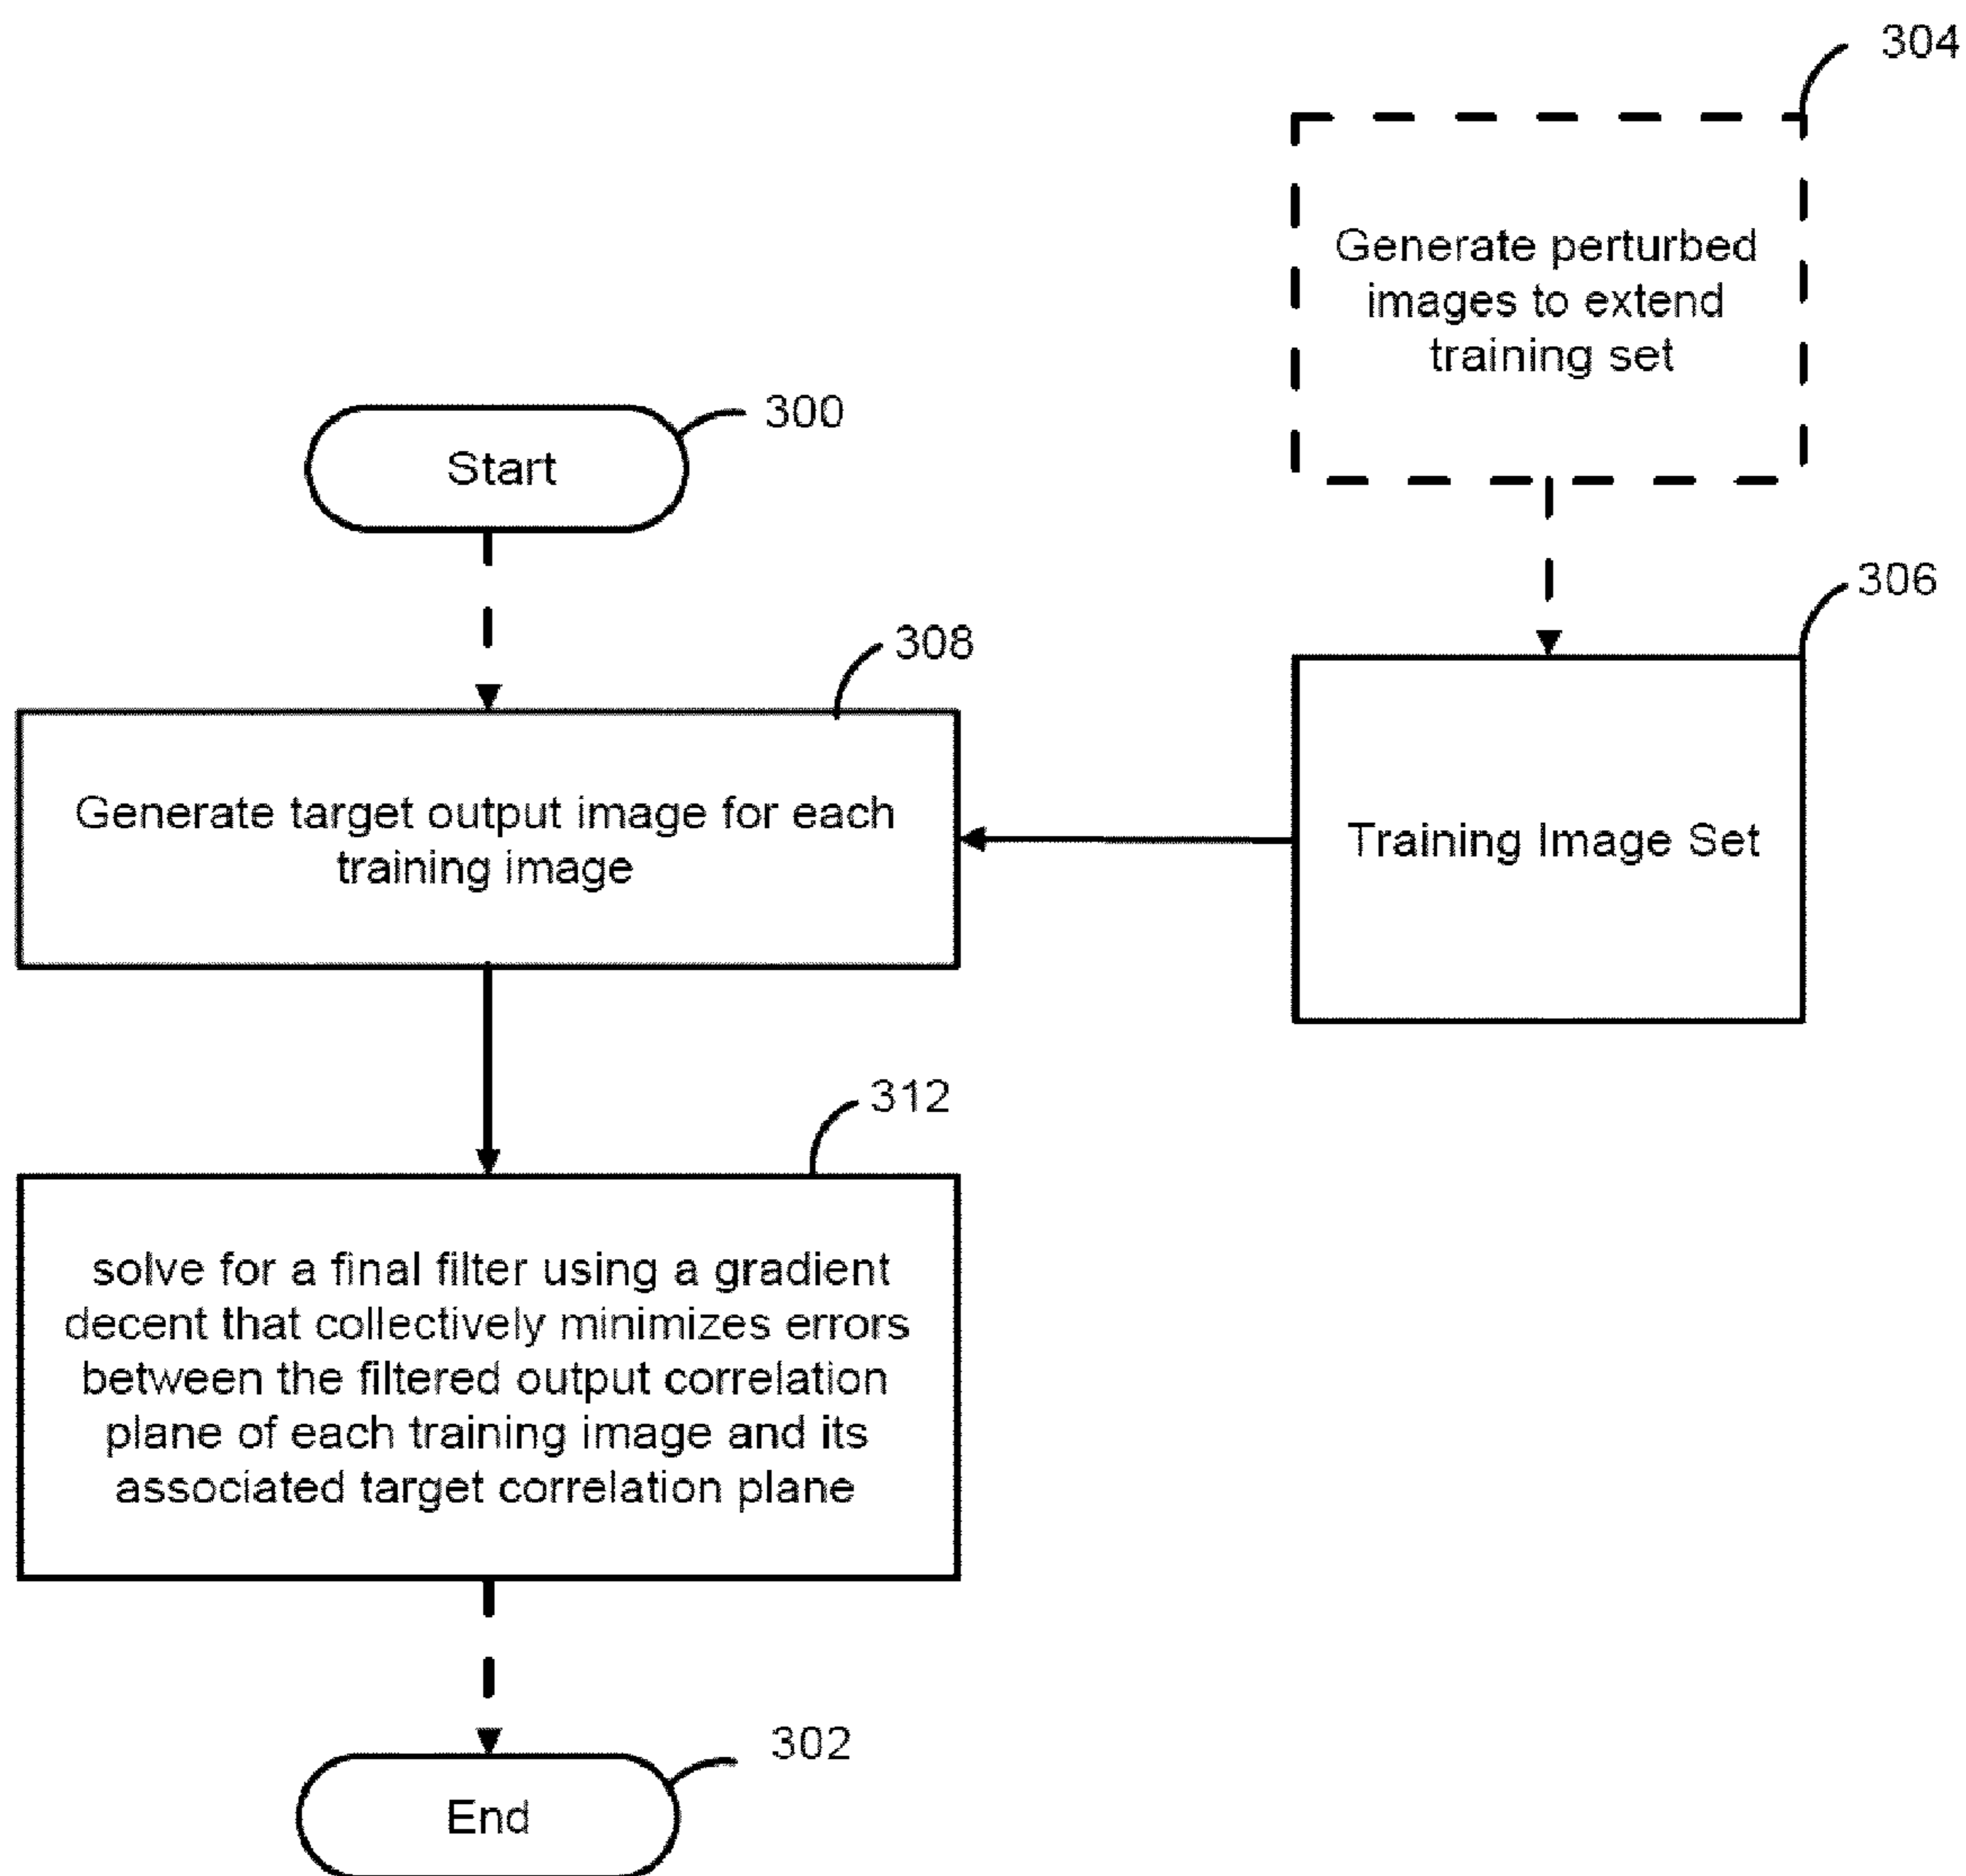 304
Generate perturbed
images to extend
training set
300
Start
306
308
Generate target output image for each
training image
Training Image Set
312
solve for a final filter using a gradient
decent that collectively minimizes errors
between the filtered output correlation
plane of each training image and its
associated target correlation plane
302
End